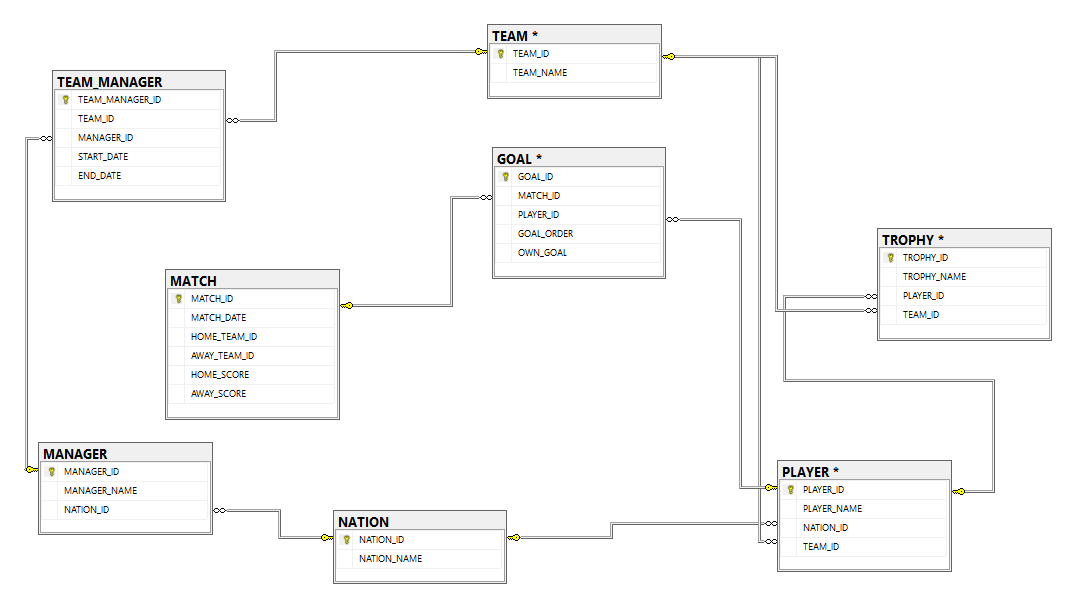 TEAM *
TEAM_ID
TEAM_NAME
TEAM_MANAGER
TEAM_MANAGER_ID
TEAM_ID
MANAGER_ID
START_DATE
END_DATE
GOAL *
GOAL_ID
MATCH_ID
PLAYER_ID
GOAL_ORDER
OWN_GOAL
TROPHY *
TROPHY_ID
TROPHY_NAME
PLAYER_ID
TEAM_ID
MATCH
MATCH_ID
MATCH_DATE
HOME_TEAM_ID
AWAY_TEAM_ID
HOME_SCORE
AWAY_SCORE
MANAGER
MANAGER_ID
MANAGER_NAME
NATION_ID
PLAYER *
PLAYER_ID
PLAYER_NAME
NATION_ID
TEAM_ID
NATION
NATION_ID
NATION_NAME